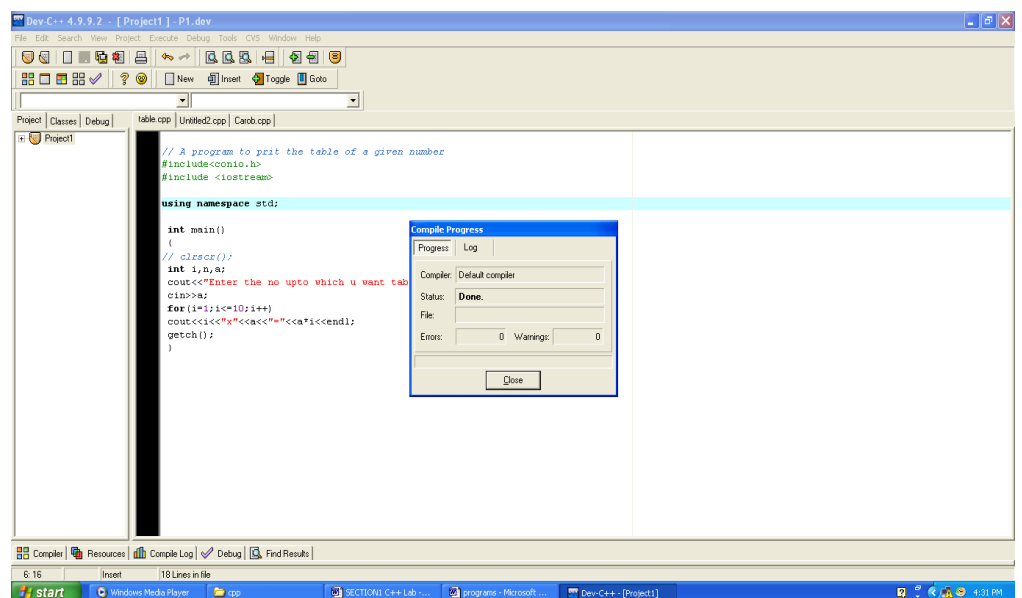 Dev-C++ 4.9.9.2 - [ Project1 ] - P1.dev
File Edit Search View Project Execute Debug Tools CVS Window Help
New Insert Toggle Goto
Project Classes Debug table.cpp Untitled2.cpp Carob.cpp
Project1
// A program to prit the table of a given number
#include<conio.h>
#include <iostream>
using namespace std;
int main()
{
// clrscr();
int i,n,a;
cout<<"Enter the no upto which u want tab
cin>>a;
for(i=1;i<=10;i++)
cout<<i<<"x"<<a<<"="<<a*i<<endl;
getch();
}
Compile Progress
Progress Log
Compiler: Default compiler
Status: Done.
File:
Errors: 0 Warnings: 0
Close
Compiler Resources Compile Log Debug Find Results
6: 16 Insert 18 Lines in file
start Windows Media Player cpp SECTION1 C++ Lab -... programs - Microsoft ... Dev-C++ - [Project1] 4:31 PM